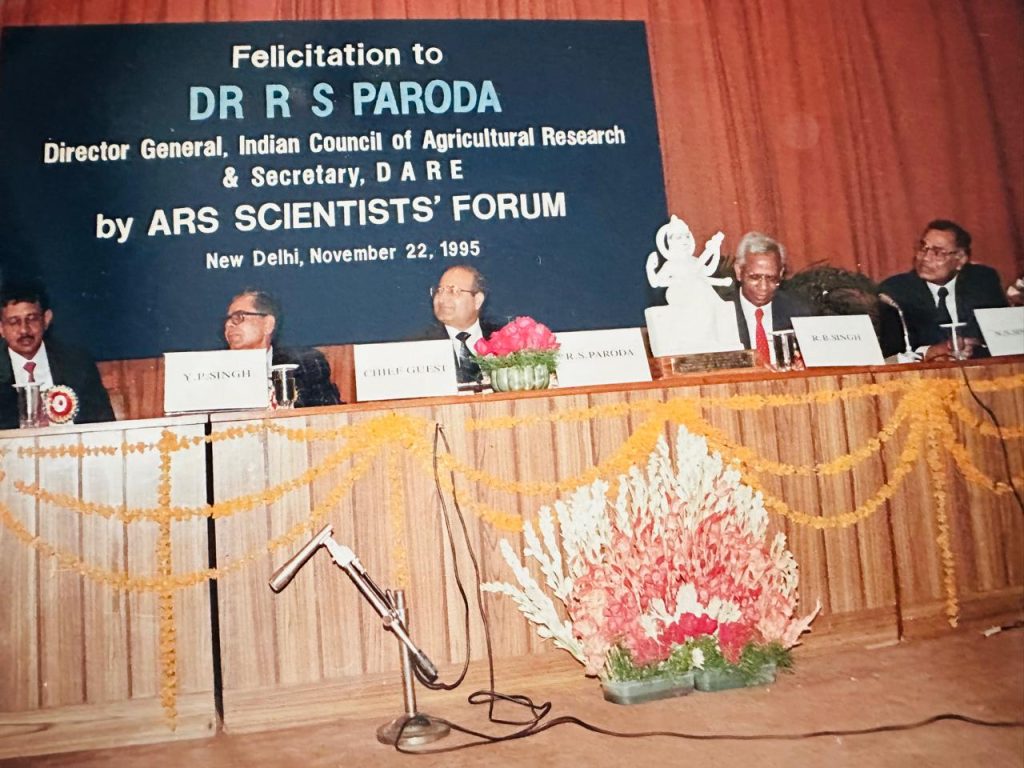 Felicitation to
DR R S PARODA
Director General, Indian Council of Agricultural Research
& Secretary, D A R E
by ARS SCIENTISTS' FORUM
New Delhi, November 22, 1995
Y. P. SINGH
CHIEF GUEST
R. S. PARODA
R. B. SINGH